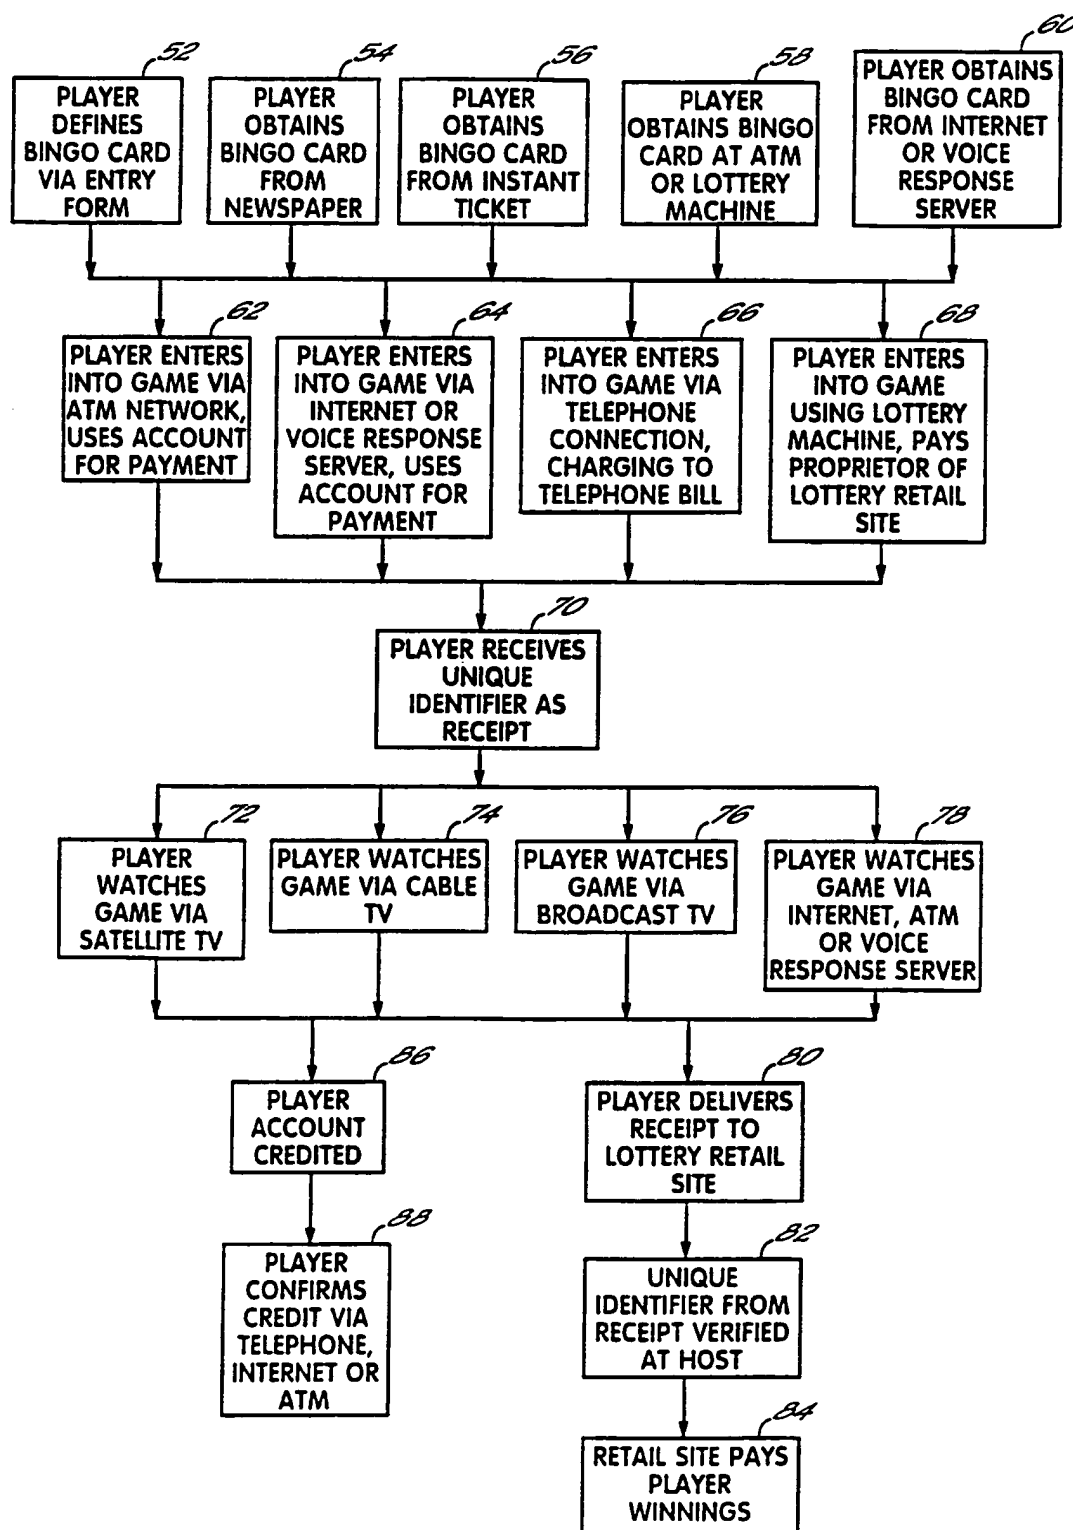 52
PLAYER
DEFINES
BINGO CARD
VIA ENTRY
FORM
54
PLAYER
OBTAINS
BINGO CARD
FROM
NEWSPAPER
56
PLAYER
OBTAINS
BINGO CARD
FROM INSTANT
TICKET
58
PLAYER
OBTAINS BINGO
CARD AT ATM
OR LOTTERY
MACHINE
60
PLAYER OBTAINS
BINGO CARD
FROM INTERNET
OR VOICE
RESPONSE
SERVER
62
PLAYER ENTERS
INTO GAME VIA
ATM NETWORK,
USES ACCOUNT
FOR PAYMENT
64
PLAYER ENTERS
INTO GAME VIA
INTERNET OR
VOICE RESPONSE
SERVER, USES
ACCOUNT FOR
PAYMENT
66
PLAYER ENTERS
INTO GAME VIA
TELEPHONE
CONNECTION,
CHARGING TO
TELEPHONE BILL
68
PLAYER ENTERS
INTO GAME
USING LOTTERY
MACHINE, PAYS
PROPRIETOR OF
LOTTERY RETAIL
SITE
70
PLAYER RECEIVES
UNIQUE
IDENTIFIER AS
RECEIPT
72
PLAYER
WATCHES
GAME VIA
SATELLITE TV
74
PLAYER WATCHES
GAME VIA CABLE
TV
76
PLAYER WATCHES
GAME VIA
BROADCAST TV
78
PLAYER WATCHES
GAME VIA
INTERNET, ATM
OR VOICE
RESPONSE SERVER
86
PLAYER
ACCOUNT
CREDITED
80
PLAYER DELIVERS
RECEIPT TO
LOTTERY RETAIL
SITE
88
PLAYER
CONFIRMS
CREDIT VIA
TELEPHONE,
INTERNET OR
ATM
82
UNIQUE
IDENTIFIER FROM
RECEIPT VERIFIED
AT HOST
84
RETAIL SITE PAYS
PLAYER
WINNINGS